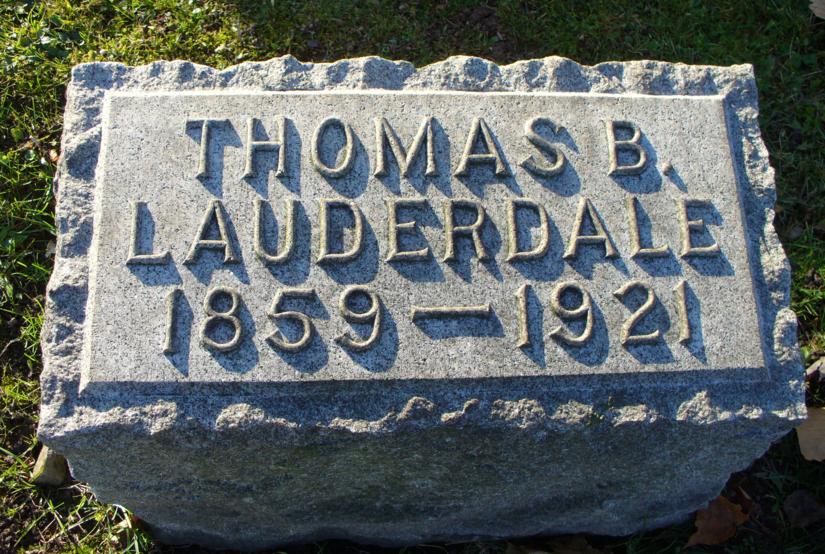 THOMAS B.
LAUDERDALE
1859 — 1921